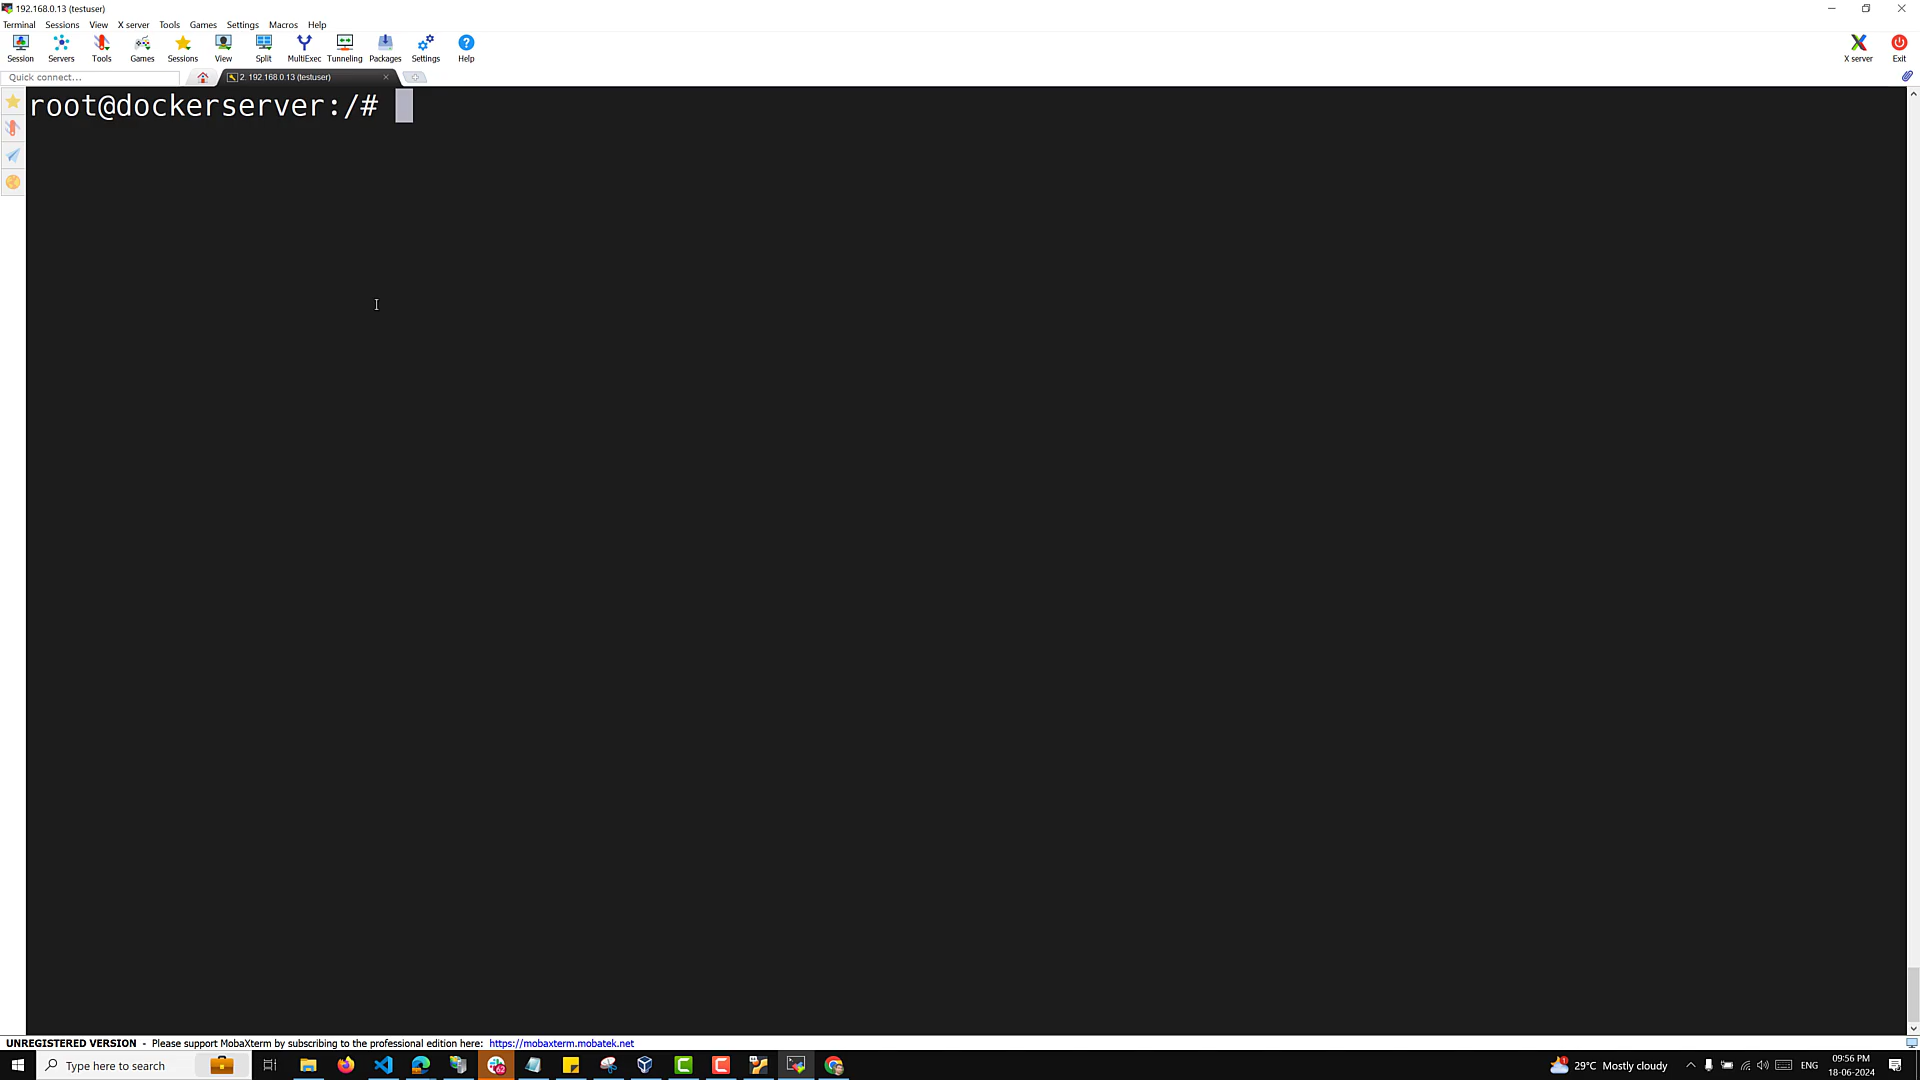 192.168.0.13 (testuser)
Terminal Sessions View X server Tools Games Settings Macros Help
Session Servers Tools Games Sessions View Split MultiExec Tunneling Packages Settings Help X server Exit
Quick connect... 2. 192.168.0.13 (testuser)
root@dockerserver:/#
UNREGISTERED VERSION - Please support MobaXterm by subscribing to the professional edition here: https://mobaxterm.mobatek.net
Type here to search 62 29°C Mostly cloudy ENG 09:56 PM
18-06-2024